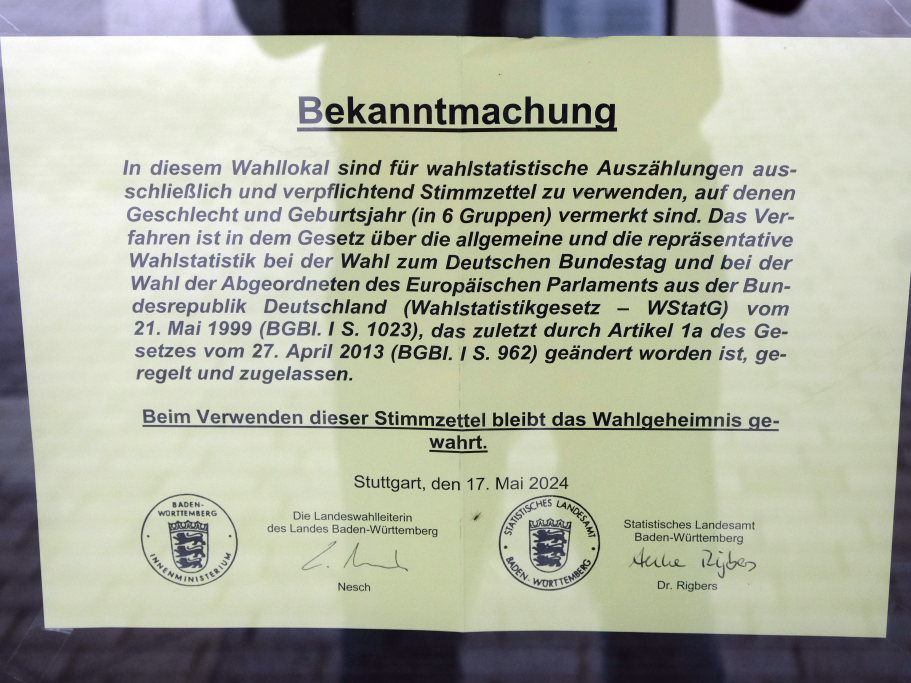 Bekanntmachung
In diesem Wahllokal sind für wahlstatistische Auszählungen aus-
schließlich und verpflichtend Stimmzettel zu verwenden, auf denen
Geschlecht und Geburtsjahr (in 6 Gruppen) vermerkt sind. Das Ver-
fahren ist in dem Gesetz über die allgemeine und die repräsentative
Wahlstatistik bei der Wahl zum Deutschen Bundestag und bei der
Wahl der Abgeordneten des Europäischen Parlaments aus der Bun-
desrepublik Deutschland (Wahlstatistikgesetz – WStatG) vom
21. Mai 1999 (BGBl. I S. 1023), das zuletzt durch Artikel 1a des Ge-
setzes vom 27. April 2013 (BGBl. I S. 962) geändert worden ist, ge-
regelt und zugelassen.
Beim Verwenden dieser Stimmzettel bleibt das Wahlgeheimnis ge-
wahrt.
Stuttgart, den 17. Mai 2024
BADEN-
WÜRTTEMBERG
INNENMINISTERIUM
Die Landeswahlleiterin
des Landes Baden-Württemberg
Nesch
STATISTISCHES LANDESAMT
BADEN-WÜRTTEMBERG
Statistisches Landesamt
Baden-Württemberg
Anke Rigbers
Dr. Rigbers